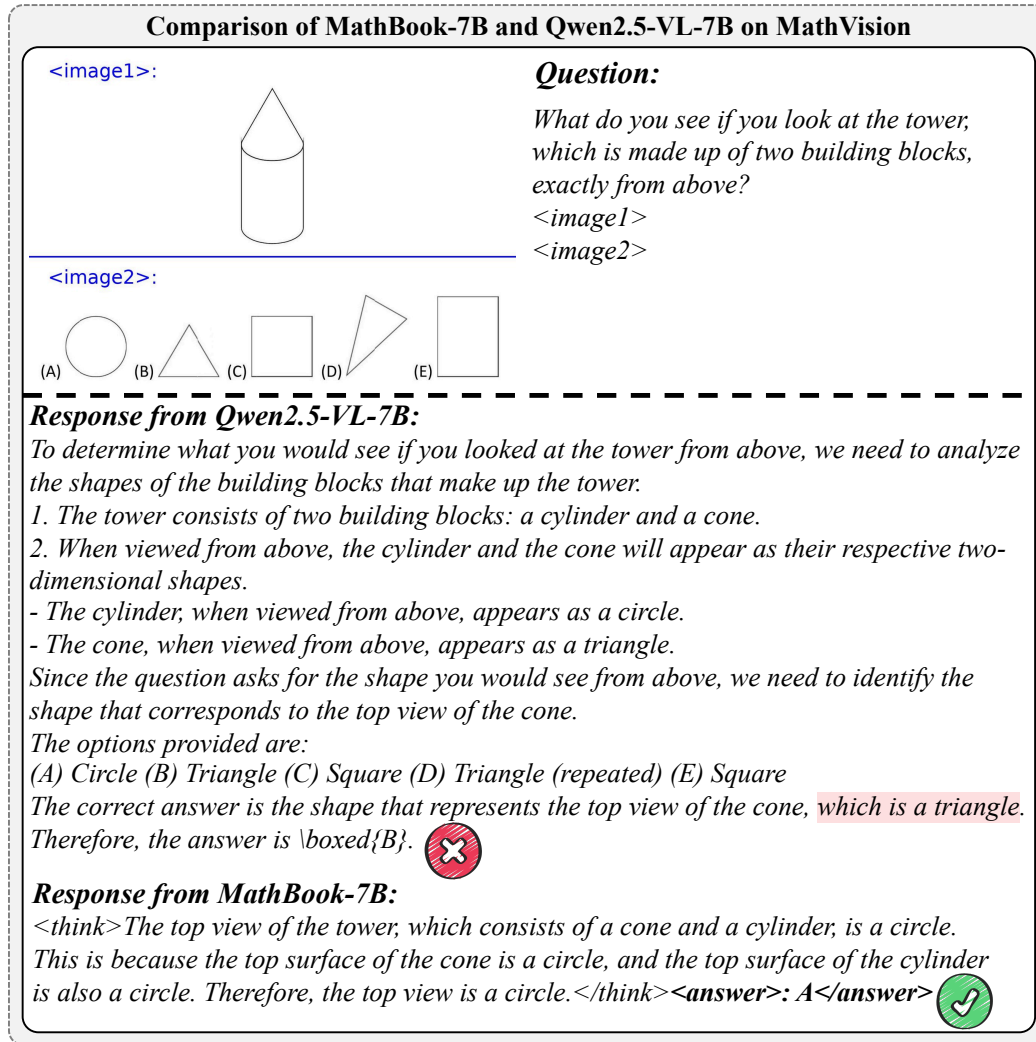 Comparison of MathBook-7B and Qwen2.5-VL-7B on MathVision
<image1>:
Question:
What do you see if you look at the tower,
which is made up of two building blocks,
exactly from above?
<image1>
<image2>
<image2>:
(A) (B) (C) (D) (E)
Response from Qwen2.5-VL-7B:
To determine what you would see if you looked at the tower from above, we need to analyze
the shapes of the building blocks that make up the tower.
1. The tower consists of two building blocks: a cylinder and a cone.
2. When viewed from above, the cylinder and the cone will appear as their respective two-
dimensional shapes.
- The cylinder, when viewed from above, appears as a circle.
- The cone, when viewed from above, appears as a triangle.
Since the question asks for the shape you would see from above, we need to identify the
shape that corresponds to the top view of the cone.
The options provided are:
(A) Circle (B) Triangle (C) Square (D) Triangle (repeated) (E) Square
The correct answer is the shape that represents the top view of the cone, which is a triangle.
Therefore, the answer is \boxed{B}.
Response from MathBook-7B:
<think>The top view of the tower, which consists of a cone and a cylinder, is a circle.
This is because the top surface of the cone is a circle, and the top surface of the cylinder
is also a circle. Therefore, the top view is a circle.</think><answer>: A</answer>